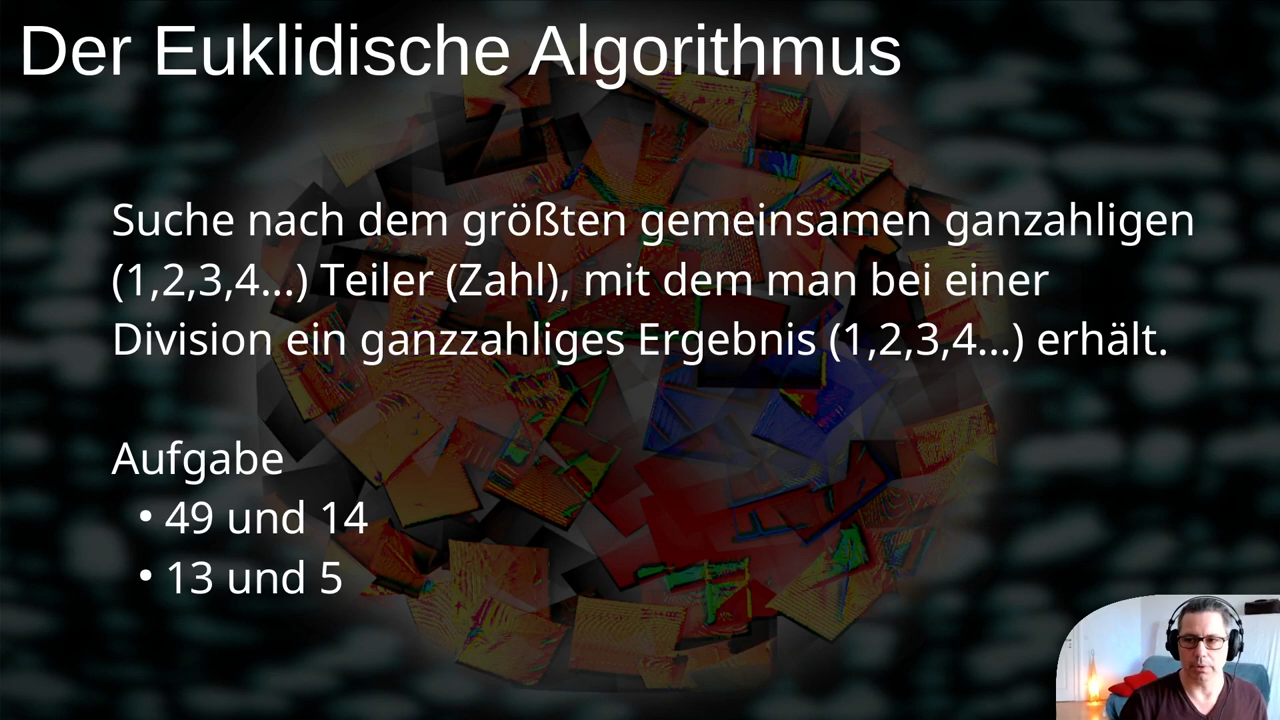 Der Euklidische Algorithmus
Suche nach dem größten gemeinsamen ganzahligen
(1,2,3,4...) Teiler (Zahl), mit dem man bei einer
Division ein ganzzahliges Ergebnis (1,2,3,4...) erhält.
Aufgabe
• 49 und 14
• 13 und 5